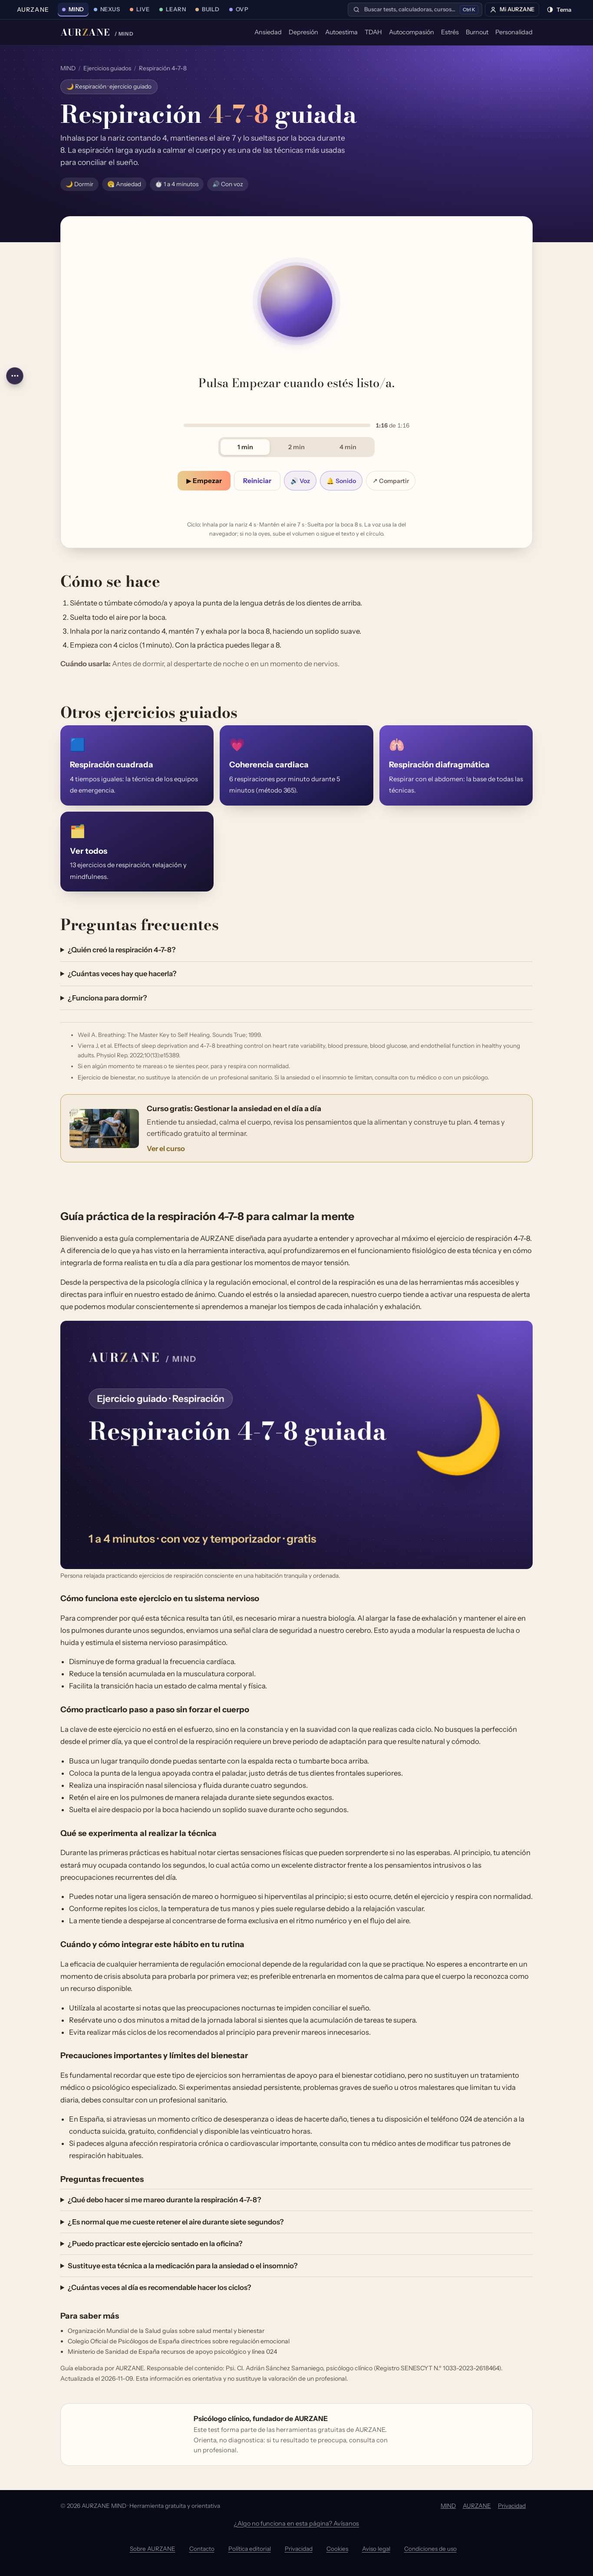 AURZANE MIND NEXUS LIVE LEARN BUILD OVP Buscar tests, calculadoras, cursos... Ctrl K MI AURZANE Tema
AURZANE / MIND Ansiedad Depresión Autoestima TDAH Autocompasión Estrés Burnout Personalidad
MIND / Ejercicios guiados / Respiración 4-7-8
🌙 Respiración · ejercicio guiado
Respiración 4-7-8 guiada
Inhalas por la nariz contando 4, mantienes el aire 7 y lo sueltas por la boca durante
8. La espiración larga ayuda a calmar el cuerpo y es una de las técnicas más usadas
para conciliar el sueño.
🌙 Dormir 😮‍💨 Ansiedad ⏱️ 1 a 4 minutos 🔊 Con voz
Pulsa Empezar cuando estés listo/a.
1:16 de 1:16
1 min 2 min 4 min
▶ Empezar Reiniciar 🔊 Voz 🔔 Sonido ↗ Compartir
Ciclo: Inhala por la nariz 4 s · Mantén el aire 7 s · Suelta por la boca 8 s. La voz usa la del
navegador: si no la oyes, sube el volumen o sigue el texto y el círculo.
Cómo se hace
1. Siéntate o túmbate cómodo/a y apoya la punta de la lengua detrás de los dientes de arriba.
2. Suelta todo el aire por la boca.
3. Inhala por la nariz contando 4, mantén 7 y exhala por la boca 8, haciendo un soplido suave.
4. Empieza con 4 ciclos (1 minuto). Con la práctica puedes llegar a 8.
Cuándo usarla: Antes de dormir, al despertarte de noche o en un momento de nervios.
Otros ejercicios guiados
Respiración cuadrada
4 tiempos iguales: la técnica de los equipos
de emergencia.
Coherencia cardiaca
6 respiraciones por minuto durante 5
minutos (método 365).
Respiración diafragmática
Respirar con el abdomen: la base de todas las
técnicas.
Ver todos
13 ejercicios de respiración, relajación y
mindfulness.
Preguntas frecuentes
▶ ¿Quién creó la respiración 4-7-8?
▶ ¿Cuántas veces hay que hacerla?
▶ ¿Funciona para dormir?
Weil A. Breathing: The Master Key to Self Healing. Sounds True; 1999.
Vierra J, et al. Effects of sleep deprivation and 4-7-8 breathing control on heart rate variability, blood pressure, blood glucose, and endothelial function in healthy young
adults. Physiol Rep. 2022;10(13):e15389.
Si en algún momento te mareas o te sientes peor, para y respira con normalidad.
Ejercicio de bienestar, no sustituye la atención de un profesional sanitario. Si la ansiedad o el insomnio te limitan, consulta con tu médico o con un psicólogo.
Curso gratis: Gestionar la ansiedad en el día a día
Entiende tu ansiedad, calma el cuerpo, revisa los pensamientos que la alimentan y construye tu plan. 4 temas y
certificado gratuito al terminar.
Ver el curso
Guía práctica de la respiración 4-7-8 para calmar la mente
Bienvenido a esta guía complementaria de AURZANE diseñada para ayudarte a entender y aprovechar al máximo el ejercicio de respiración 4-7-8.
A diferencia de lo que ya has visto en la herramienta interactiva, aquí profundizaremos en el funcionamiento fisiológico de esta técnica y en cómo
integrarla de forma realista en tu día a día para gestionar los momentos de mayor tensión.
Desde la perspectiva de la psicología clínica y la regulación emocional, el control de la respiración es una de las herramientas más accesibles y
directas para influir en nuestro estado de ánimo. Cuando el estrés o la ansiedad aparecen, nuestro cuerpo tiende a activar una respuesta de alerta
que podemos modular conscientemente si aprendemos a manejar los tiempos de cada inhalación y exhalación.
AURZANE / MIND
Ejercicio guiado · Respiración
Respiración 4-7-8 guiada
1 a 4 minutos · con voz y temporizador · gratis
Persona relajada practicando ejercicios de respiración consciente en una habitación tranquila y ordenada.
Cómo funciona este ejercicio en tu sistema nervioso
Para comprender por qué esta técnica resulta tan útil, es necesario mirar a nuestra biología. Al alargar la fase de exhalación y mantener el aire en
los pulmones durante unos segundos, enviamos una señal clara de seguridad a nuestro cerebro. Esto ayuda a modular la respuesta de lucha o
huida y estimula el sistema nervioso parasimpático.
Disminuye de forma gradual la frecuencia cardíaca.
Reduce la tensión acumulada en la musculatura corporal.
Facilita la transición hacia un estado de calma mental y física.
Cómo practicarlo paso a paso sin forzar el cuerpo
La clave de este ejercicio no está en el esfuerzo, sino en la constancia y en la suavidad con la que realizas cada ciclo. No busques la perfección
desde el primer día, ya que el control de la respiración requiere un breve periodo de adaptación para que resulte natural y cómodo.
Busca un lugar tranquilo donde puedas sentarte con la espalda recta o tumbarte boca arriba.
Coloca la punta de la lengua apoyada contra el paladar, justo detrás de tus dientes frontales superiores.
Realiza una inspiración nasal silenciosa y fluida durante cuatro segundos.
Retén el aire en los pulmones de manera relajada durante siete segundos exactos.
Suelta el aire despacio por la boca haciendo un soplido suave durante ocho segundos.
Qué se experimenta al realizar la técnica
Durante las primeras prácticas es habitual notar ciertas sensaciones físicas que pueden sorprenderte si no las esperabas. Al principio, tu atención
estará muy ocupada contando los segundos, lo cual actúa como un excelente distractor frente a los pensamientos intrusivos o las
preocupaciones recurrentes del día.
Puedes notar una ligera sensación de mareo o hormigueo si hiperventilas al principio; si esto ocurre, detén el ejercicio y respira con normalidad.
Conforme repites los ciclos, la temperatura de tus manos y pies suele regularse debido a la relajación vascular.
La mente tiende a despejarse al concentrarse de forma exclusiva en el ritmo numérico y en el flujo del aire.
Cuándo y cómo integrar este hábito en tu rutina
La eficacia de cualquier herramienta de regulación emocional depende de la regularidad con la que se practique. No esperes a encontrarte en un
momento de crisis absoluta para probarla por primera vez; es preferible entrenarla en momentos de calma para que el cuerpo la reconozca como
un recurso disponible.
Utilízala al acostarte si notas que las preocupaciones nocturnas te impiden conciliar el sueño.
Resérvate uno o dos minutos a mitad de la jornada laboral si sientes que la acumulación de tareas te supera.
Evita realizar más ciclos de los recomendados al principio para prevenir mareos innecesarios.
Precauciones importantes y límites del bienestar
Es fundamental recordar que este tipo de ejercicios son herramientas de apoyo para el bienestar cotidiano, pero no sustituyen un tratamiento
médico o psicológico especializado. Si experimentas ansiedad persistente, problemas graves de sueño u otros malestares que limitan tu vida
diaria, debes consultar con un profesional sanitario.
En España, si atraviesas un momento crítico de desesperanza o ideas de hacerte daño, tienes a tu disposición el teléfono 024 de atención a la
conducta suicida, gratuito, confidencial y disponible las veinticuatro horas.
Si padeces alguna afección respiratoria crónica o cardiovascular importante, consulta con tu médico antes de modificar tus patrones de
respiración habituales.
Preguntas frecuentes
▶ ¿Qué debo hacer si me mareo durante la respiración 4-7-8?
▶ ¿Es normal que me cueste retener el aire durante siete segundos?
▶ ¿Puedo practicar este ejercicio sentado en la oficina?
▶ Sustituye esta técnica a la medicación para la ansiedad o el insomnio?
▶ ¿Cuántas veces al día es recomendable hacer los ciclos?
Para saber más
Organización Mundial de la Salud guías sobre salud mental y bienestar
Colegio Oficial de Psicólogos de España directrices sobre regulación emocional
Ministerio de Sanidad de España recursos de apoyo psicológico y línea 024
Guía elaborada por AURZANE. Responsable del contenido: Psi. Cl. Adrián Sánchez Samaniego, psicólogo clínico (Registro SENESCYT N.º 1033-2023-2618464).
Actualizada el 2026-11-09. Esta información es orientativa y no sustituye la valoración de un profesional.
Psicólogo clínico, fundador de AURZANE
Este test forma parte de las herramientas gratuitas de AURZANE.
Orienta, no diagnostica: si tu resultado te preocupa, consulta con
un profesional.
© 2026 AURZANE MIND · Herramienta gratuita y orientativa MIND AURZANE Privacidad
¿Algo no funciona en esta página? Avísanos
Sobre AURZANE Contacto Política editorial Privacidad Cookies Aviso legal Condiciones de uso